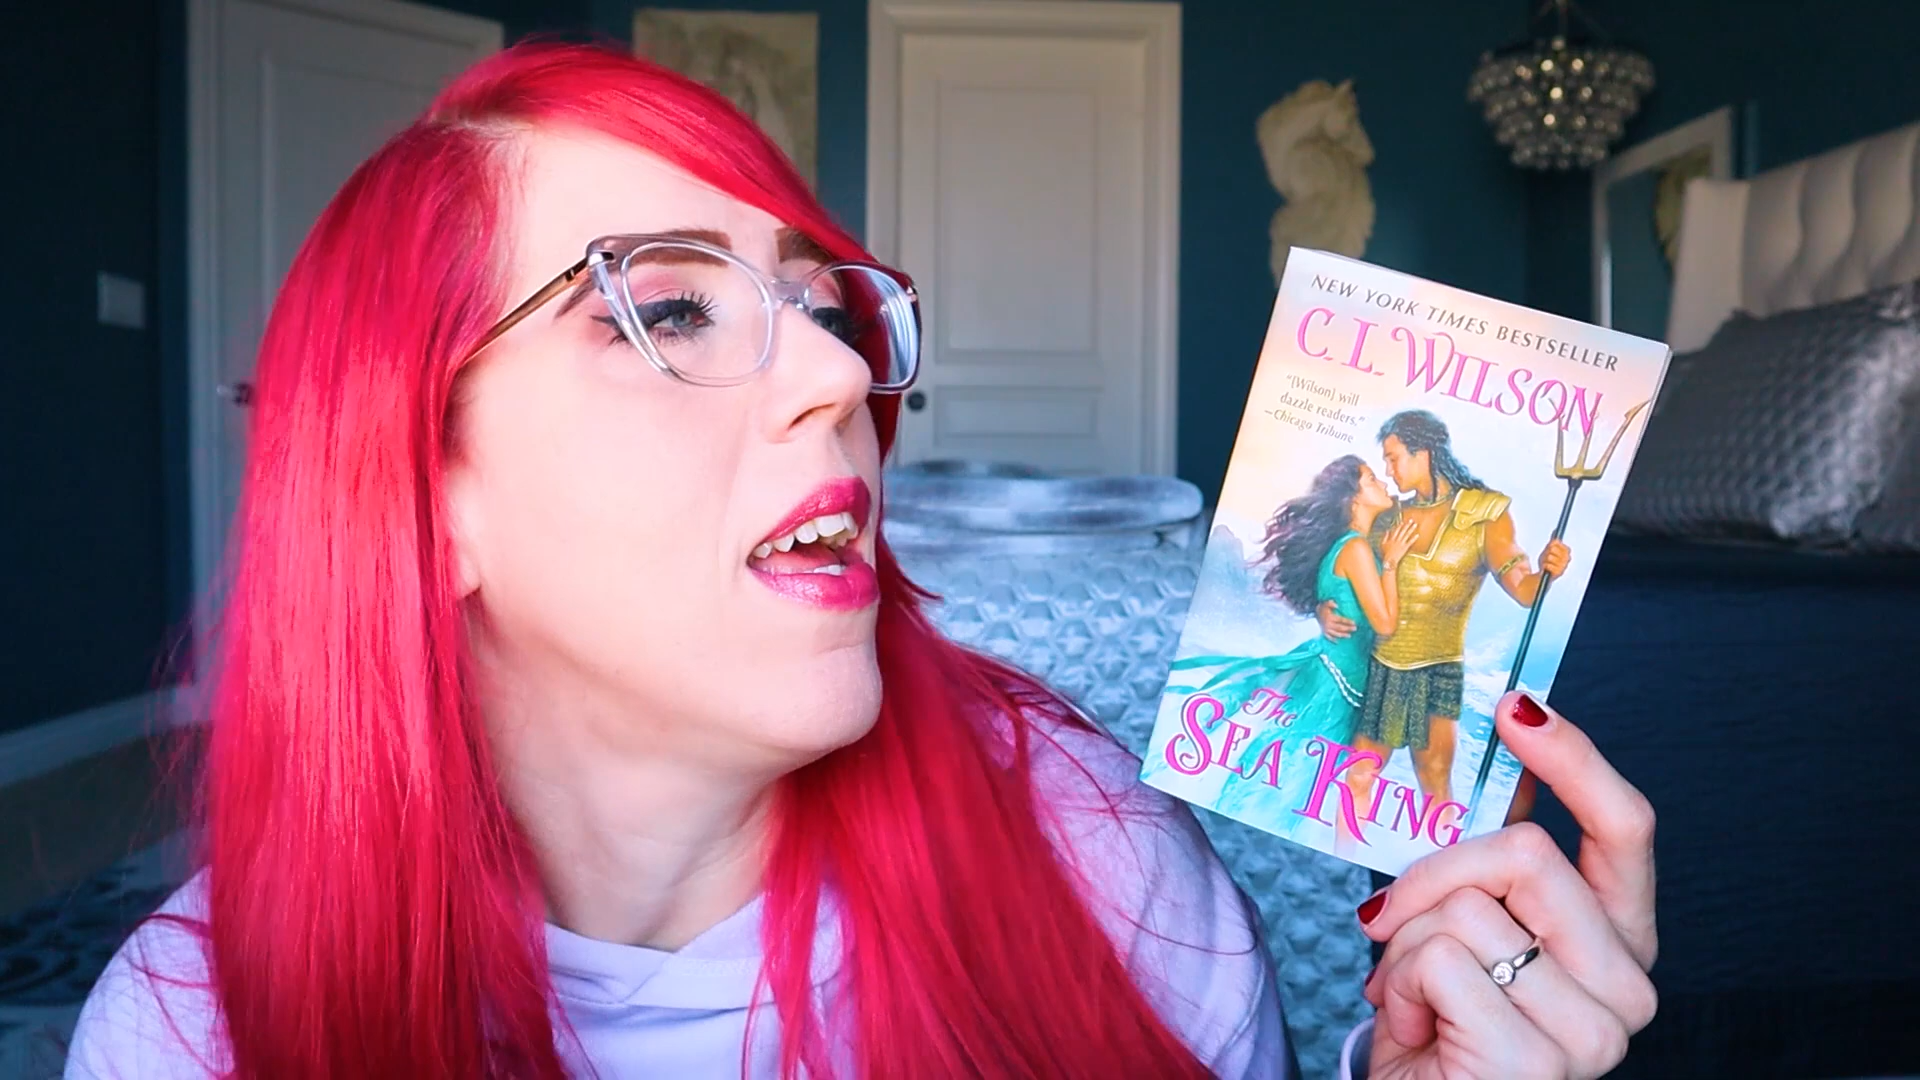 NEW YORK TIMES BESTSELLER
C. L. WILSON
"[Wilson] will
dazzle readers."
—Chicago Tribune
The
SEA KING